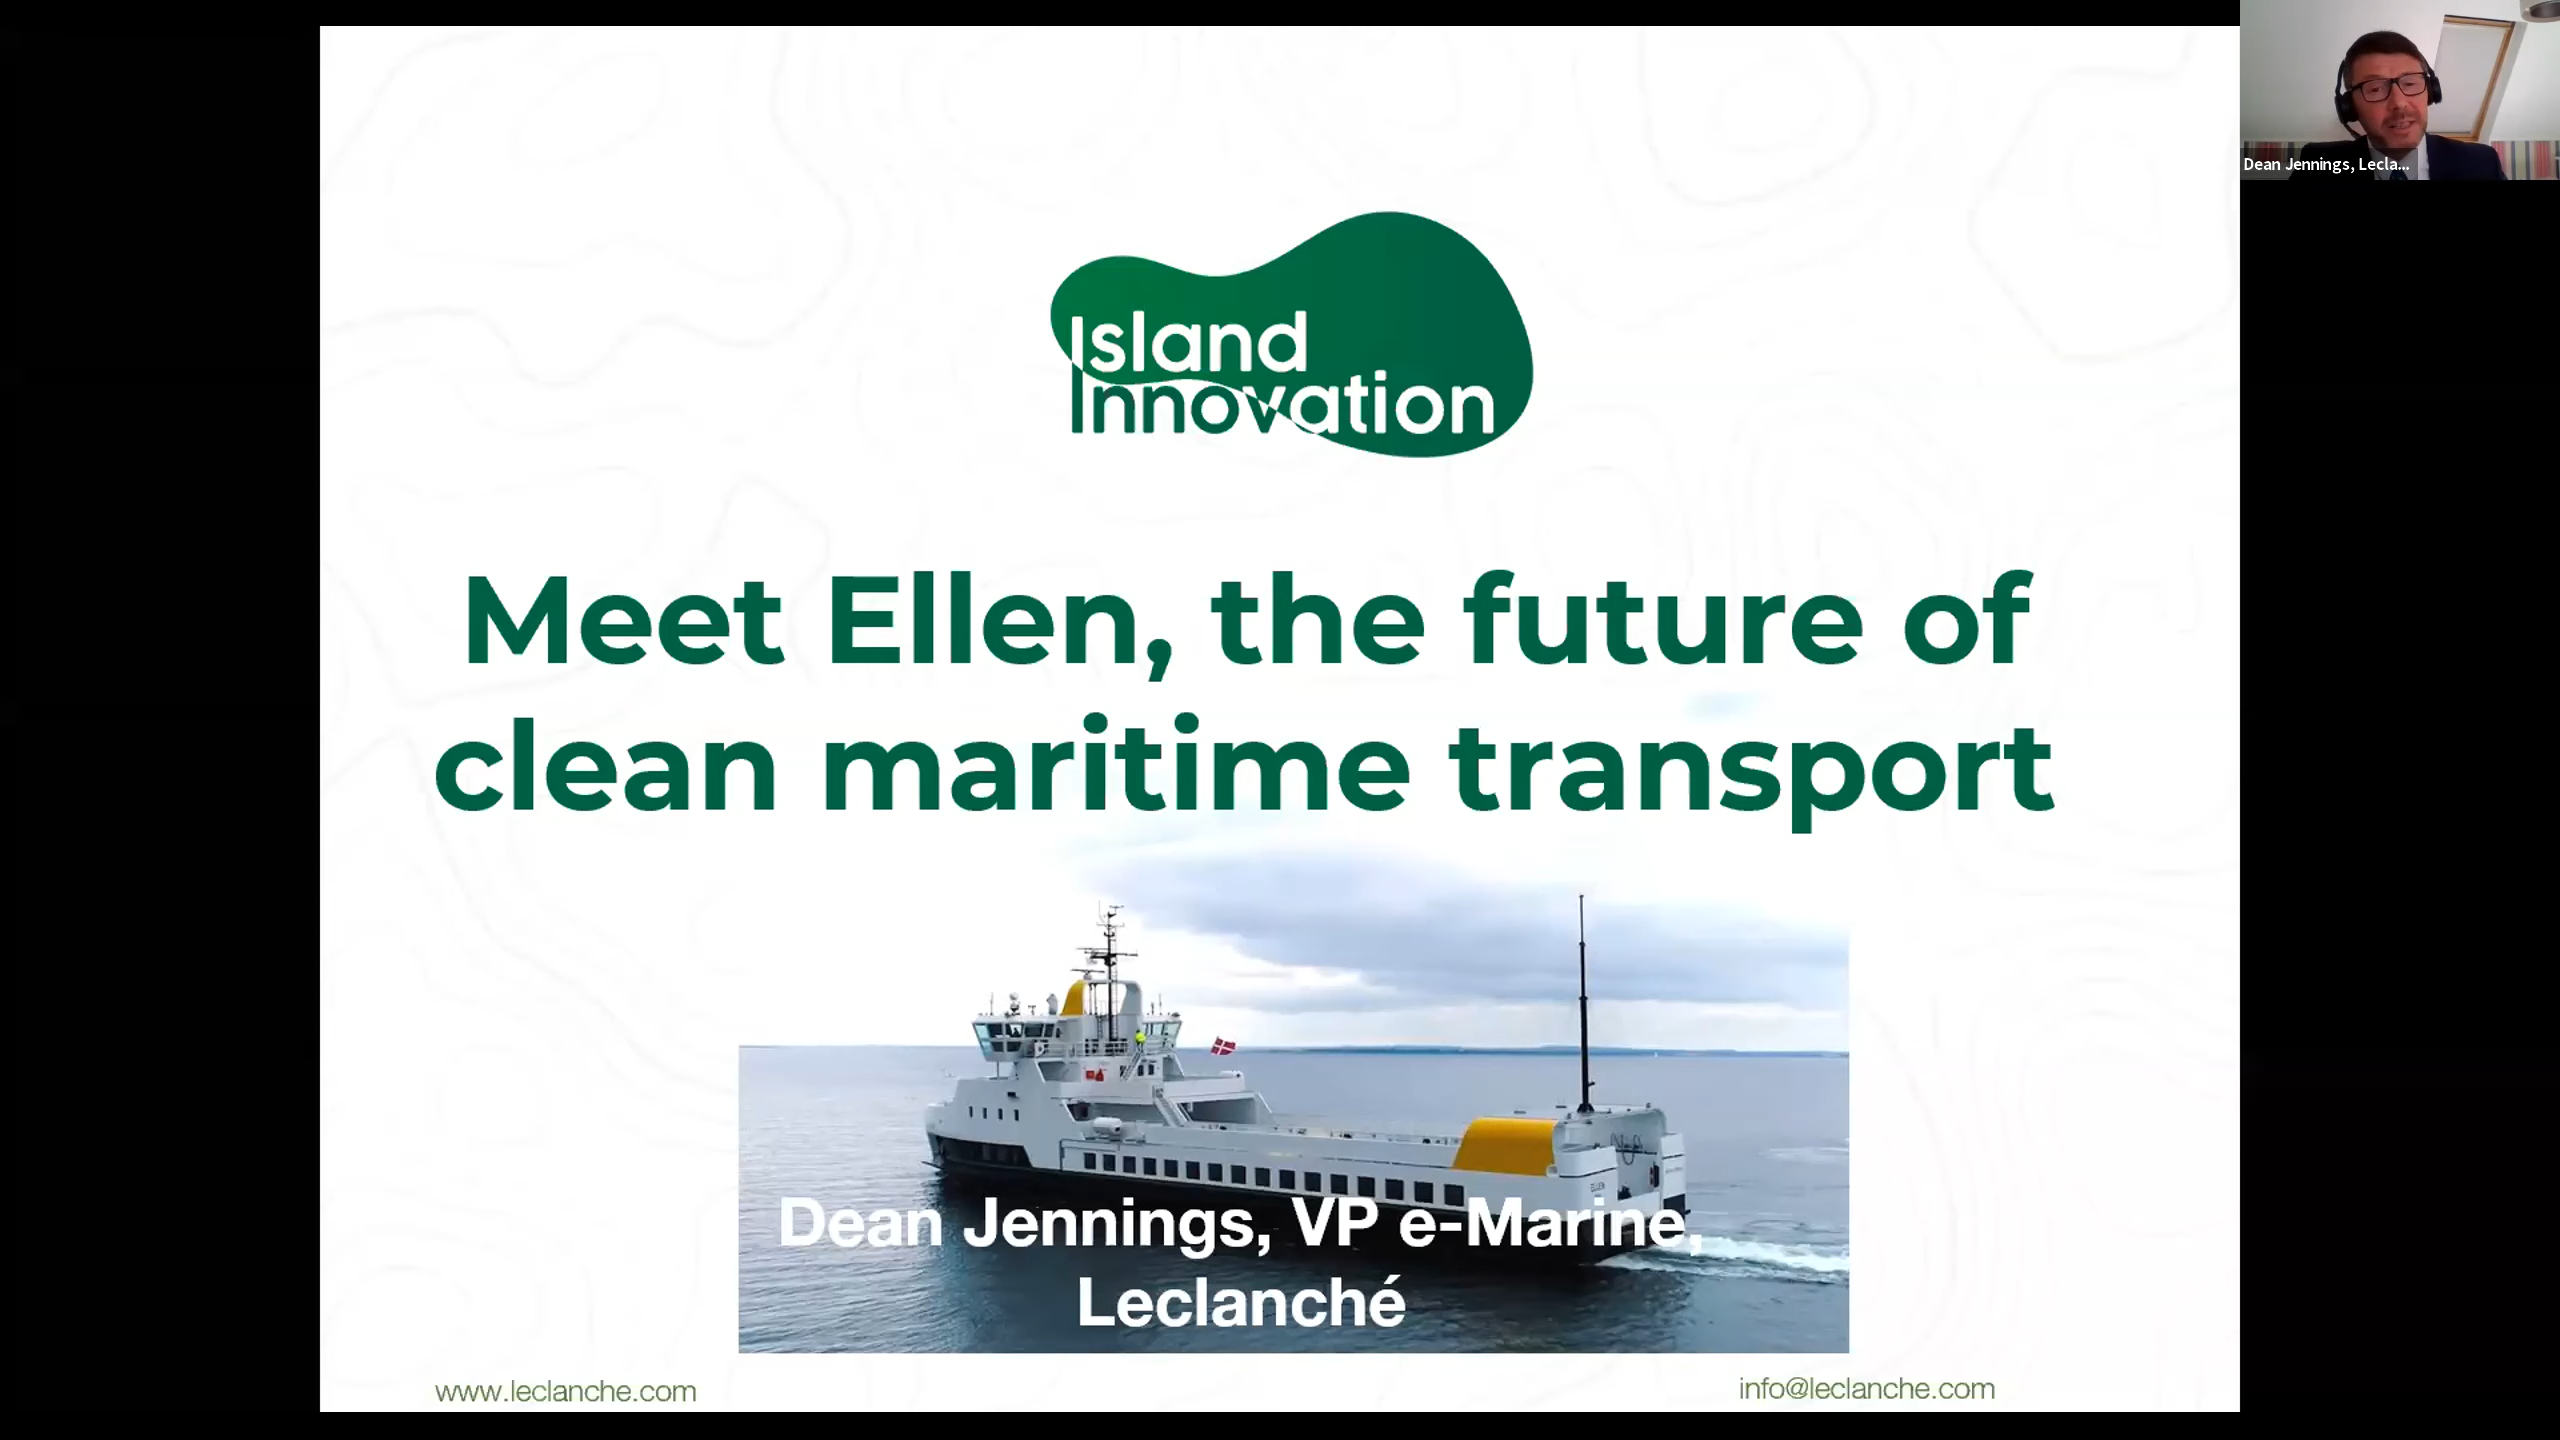 Dean Jennings, Lecla...
Island
Innovation
Meet Ellen, the future of
clean maritime transport
ELLEN
Dean Jennings, VP e-Marine,
Leclanché
www.leclanche.com
info@leclanche.com